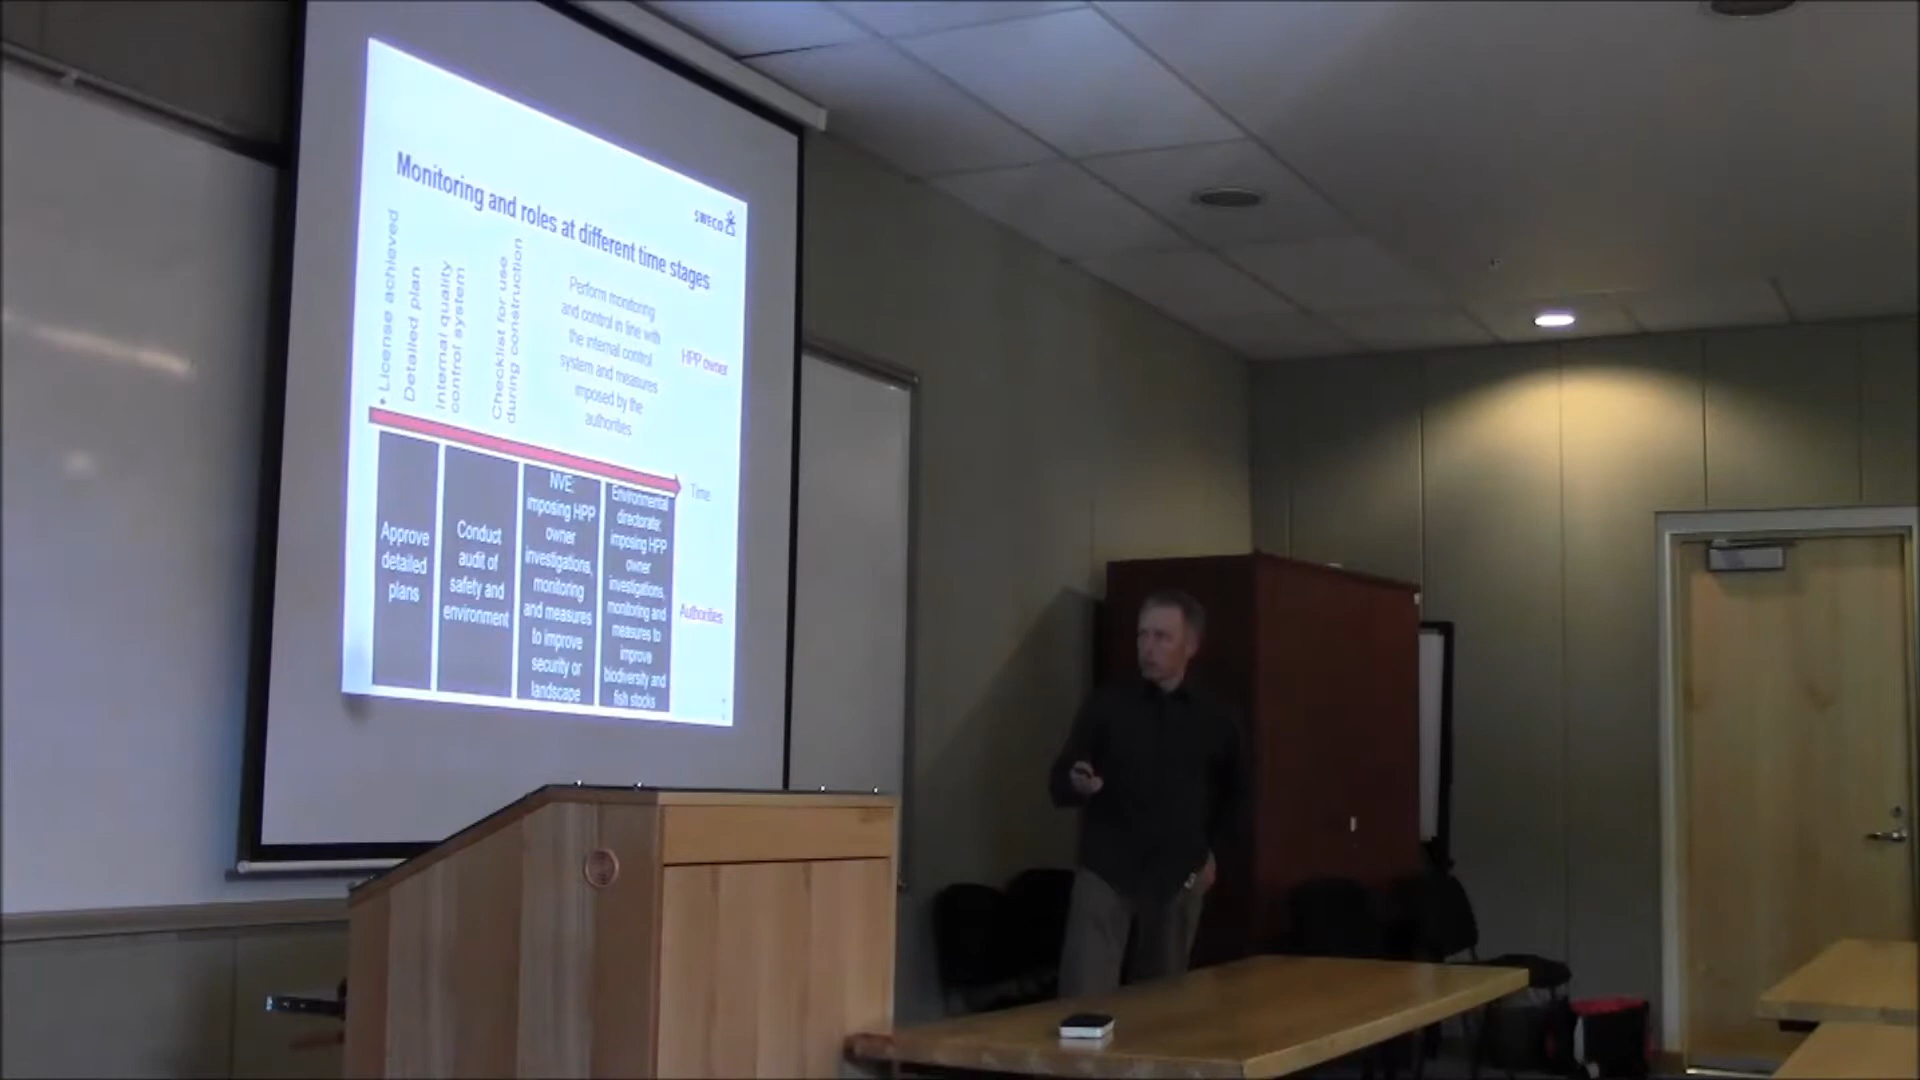 Monitoring and roles at different time stages
SWECO
• License achieved
Detailed plan
Internal quality
control system
Checklist for use
during construction
Perform monitoring
and control in line with
the internal control
system and measures
imposed by the
authorities
HPP owner
Time
Approve
detailed
plans
Conduct
audit of
safety and
environment
NVE:
imposing HPP
owner
investigations,
monitoring
and measures
to improve
security or
landscape
Environmental
directorate:
imposing HPP
owner
investigations,
monitoring and
measures to
improve
biodiversity and
fish stocks
Authorities